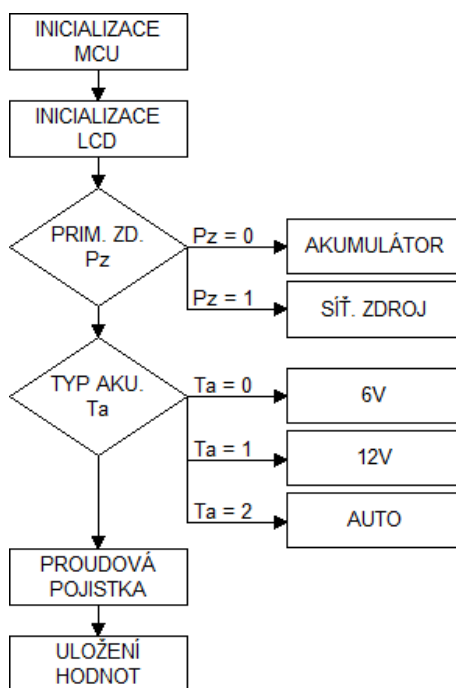 INICIALIZACE
MCU
INICIALIZACE
LCD
PRIM. ZD.
Pz
Pz = 0
AKUMULÁTOR
Pz = 1
SÍŤ. ZDROJ
TYP AKU.
Ta
Ta = 0
6V
Ta = 1
12V
Ta = 2
AUTO
PROUDOVÁ
POJISTKA
ULOŽENÍ
HODNOT